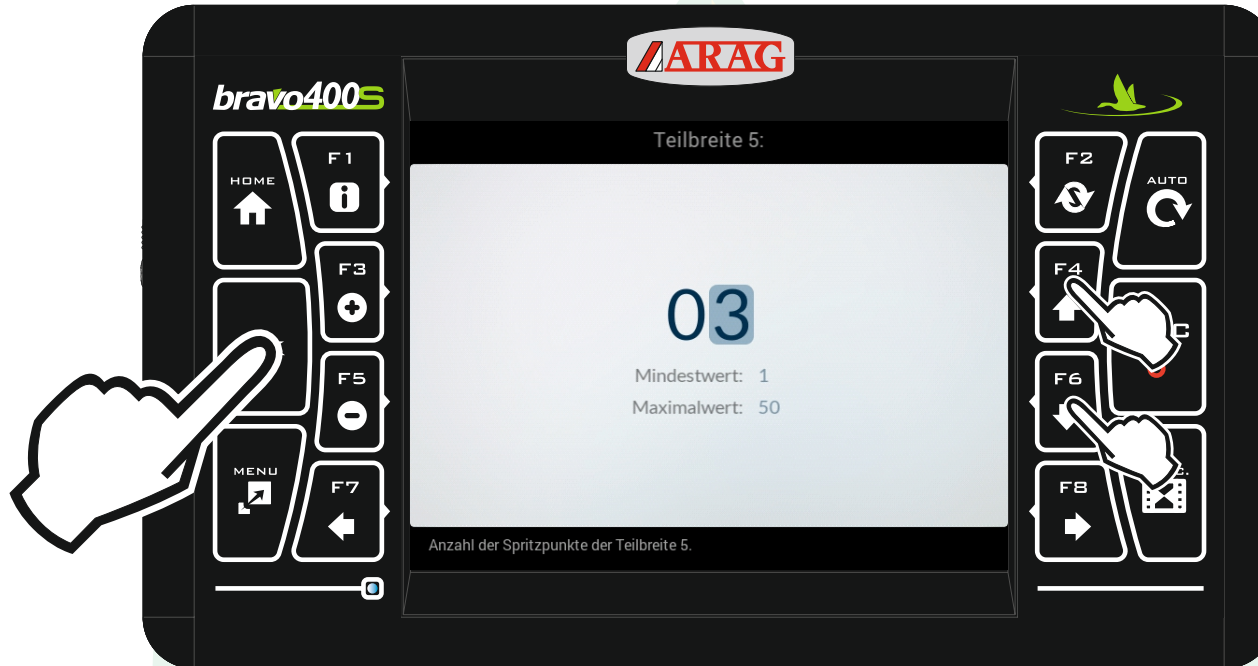 ARAG
bravo400S
Teilbreite 5:
HOME
F1
F2
AUTO
F3
F4
03
Mindestwert: 1
F5
F6
Maximalwert: 50
MENU
F7
F8
Anzahl der Spritzpunkte der Teilbreite 5.